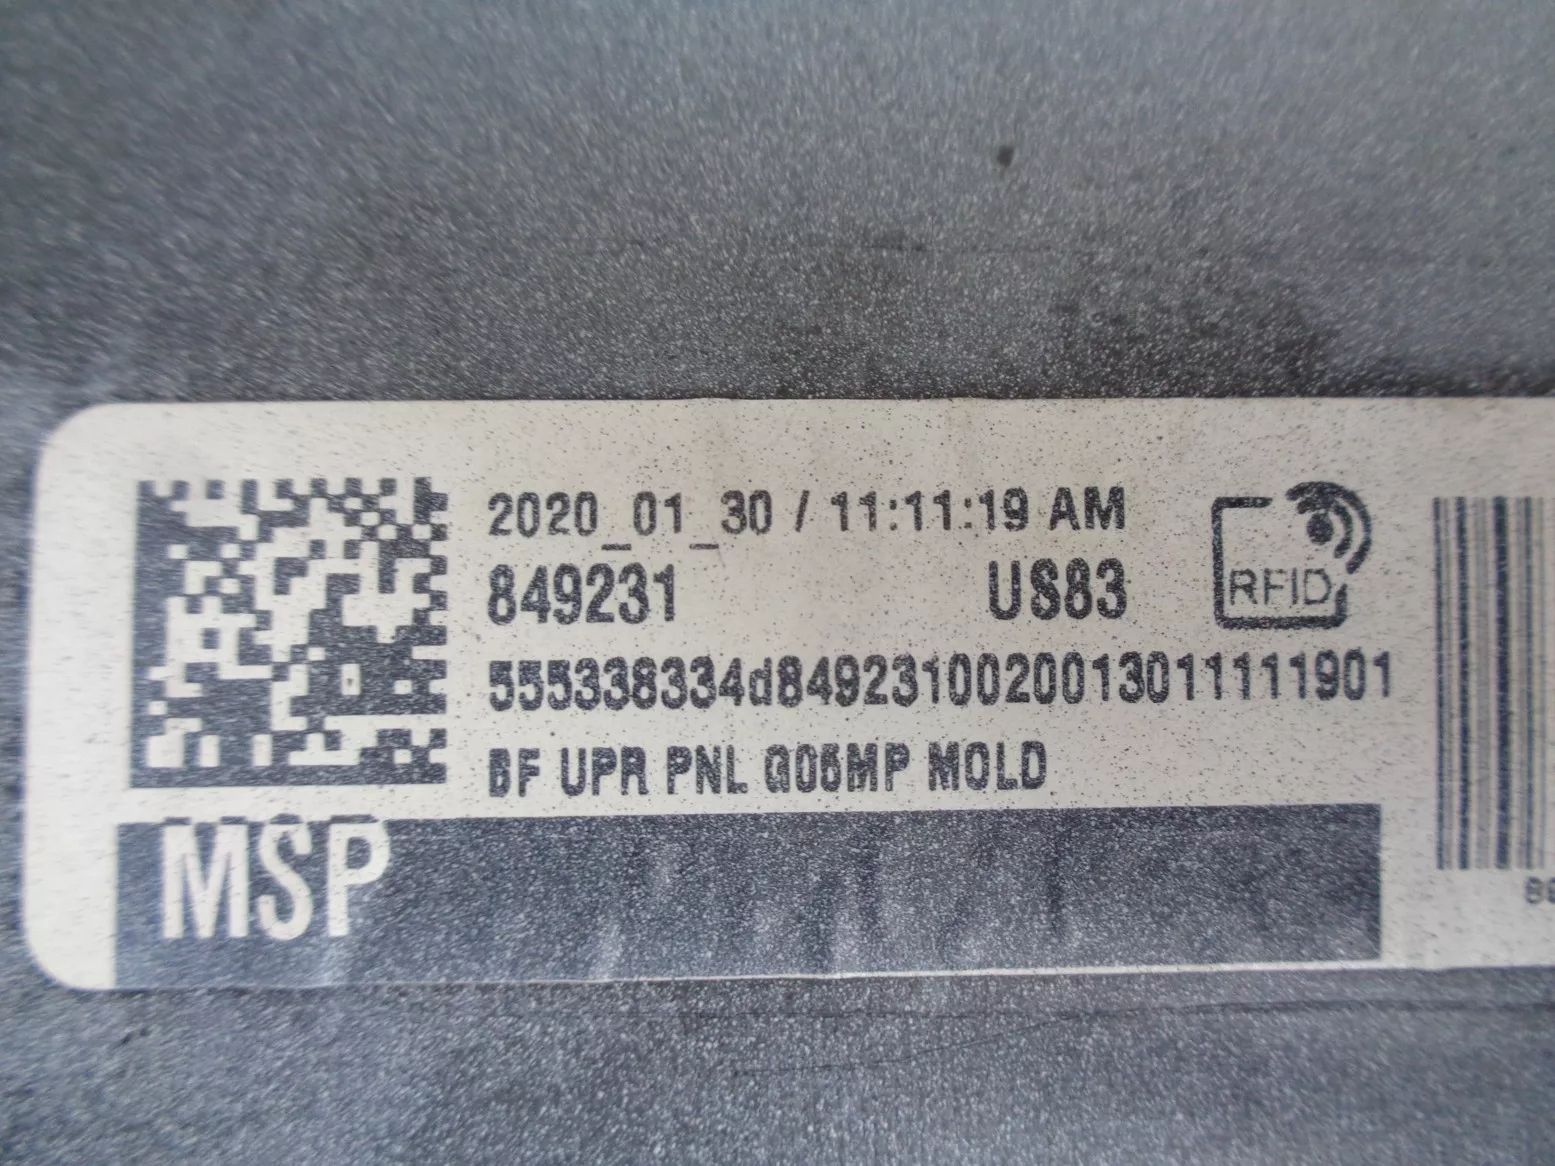 2020_01_30 / 11:11:19 AM
849231 US83
RFID
555338334d849231002001301111901
BF UPR PNL G05MP MOLD
MSP